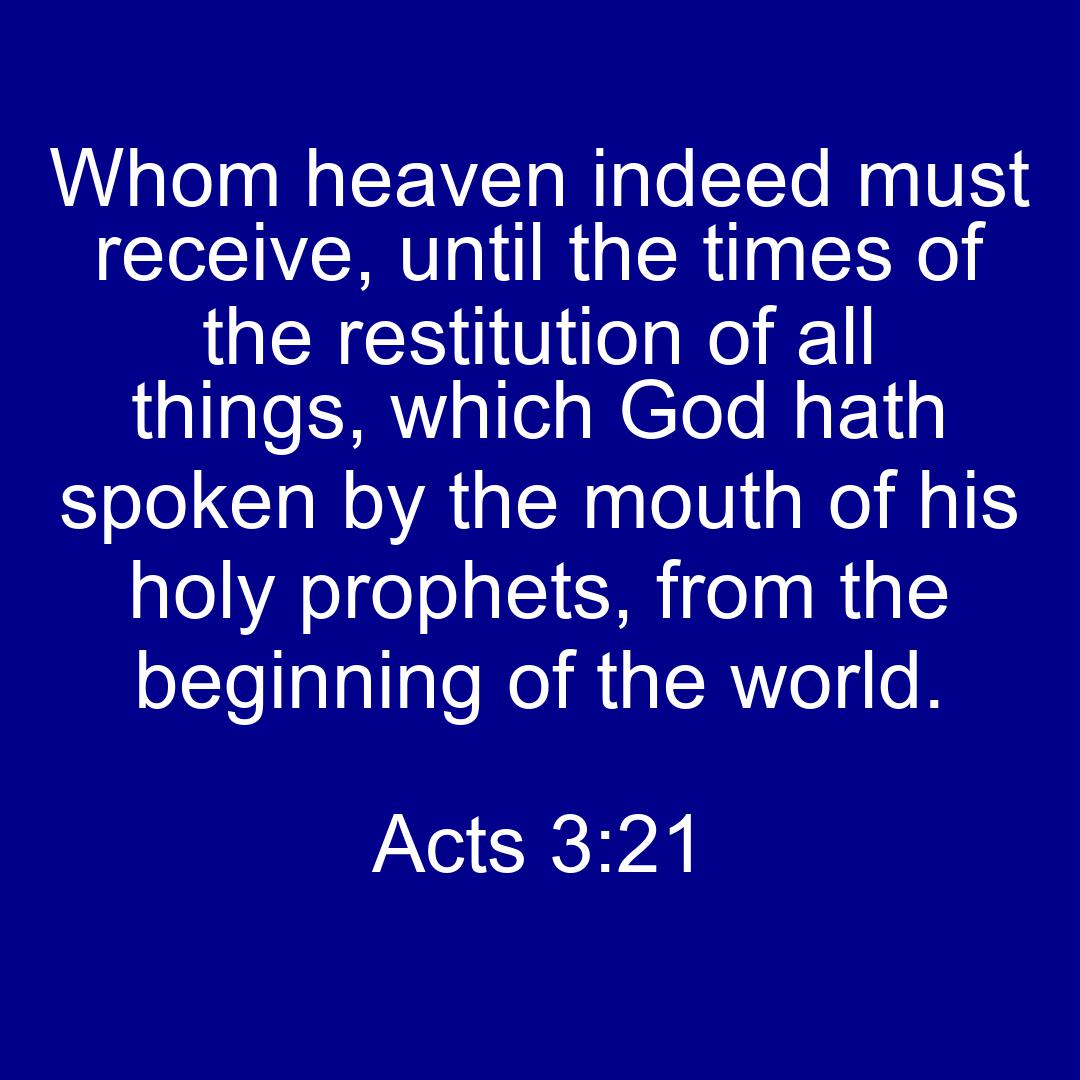 Whom heaven indeed must
receive, until the times of
the restitution of all
things, which God hath
spoken by the mouth of his
holy prophets, from the
beginning of the world.
Acts 3:21